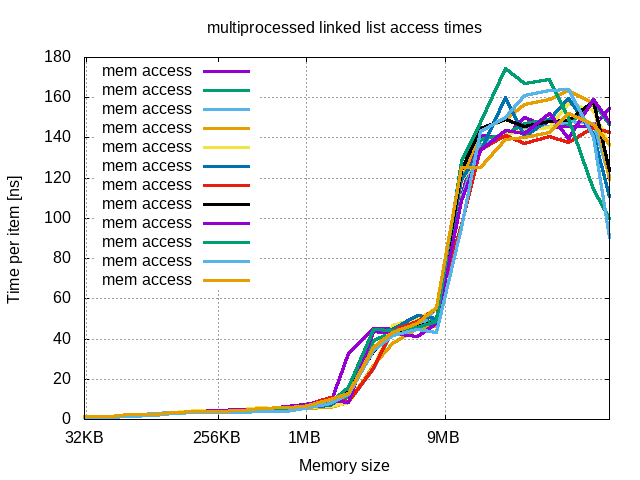 multiprocessed linked list access times
180
160
140
120
100
80
60
40
20
0
Time per item [ns]
mem access
mem access
mem access
mem access
mem access
mem access
mem access
mem access
mem access
mem access
mem access
mem access
32KB 256KB 1MB 9MB
Memory size